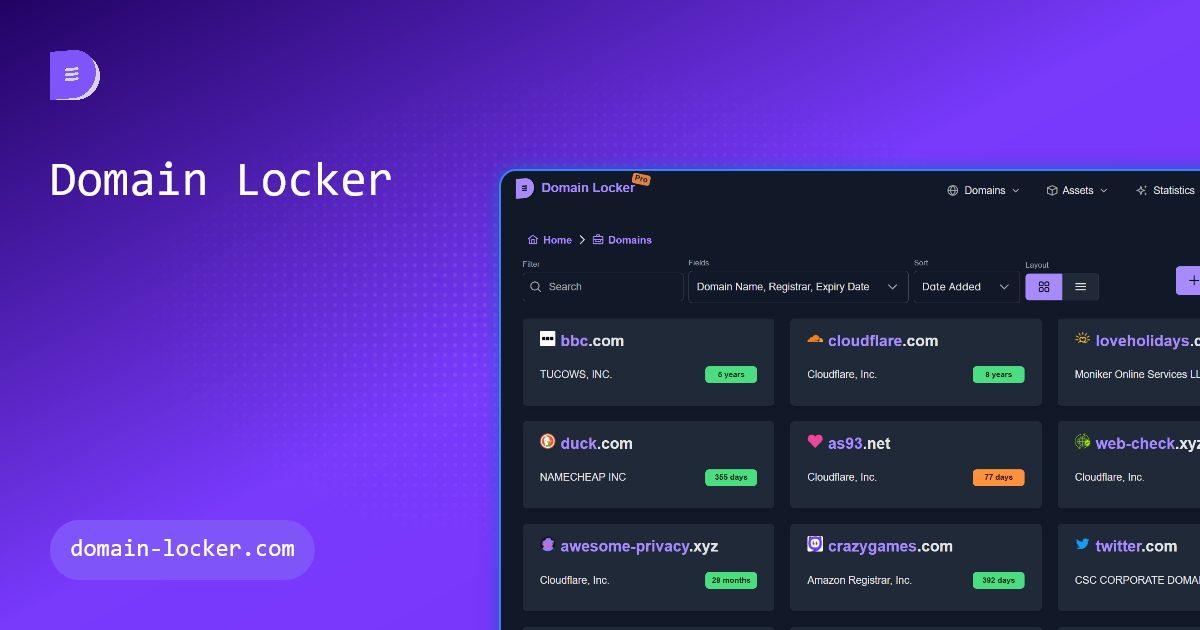 Domain Locker
domain-locker.com
Domain Locker Pro
Domains
Assets
Statistics
Home
Domains
Filter
Search
Fields
Domain Name, Registrar, Expiry Date
Sort
Date Added
Layout
bbc.com
TUCOWS, INC.
5 years
cloudflare.com
Cloudflare, Inc.
8 years
loveholidays.c
Moniker Online Services LL
duck.com
NAMECHEAP INC
355 days
as93.net
Cloudflare, Inc.
77 days
web-check.xyz
Cloudflare, Inc.
awesome-privacy.xyz
Cloudflare, Inc.
28 months
crazygames.com
Amazon Registrar, Inc.
392 days
twitter.com
CSC CORPORATE DOMA